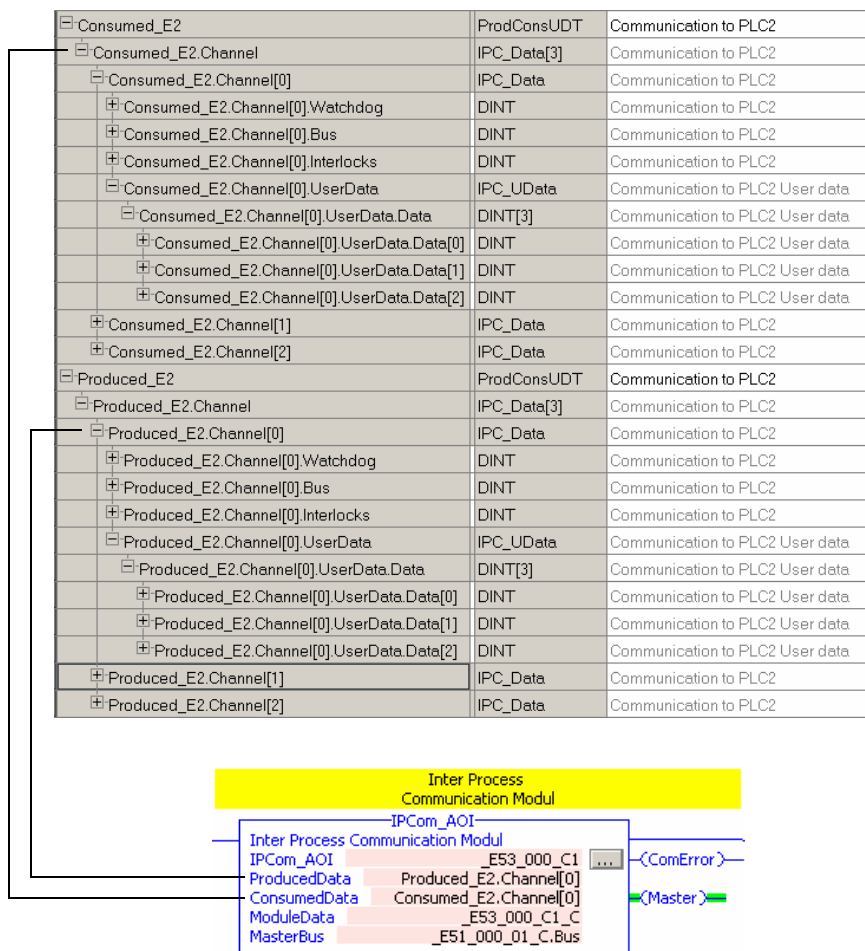 Consumed_E2 ProdConsUDT Communication to PLC2
Consumed_E2.Channel IPC_Data[3] Communication to PLC2
Consumed_E2.Channel[0] IPC_Data Communication to PLC2
Consumed_E2.Channel[0].Watchdog DINT Communication to PLC2
Consumed_E2.Channel[0].Bus DINT Communication to PLC2
Consumed_E2.Channel[0].Interlocks DINT Communication to PLC2
Consumed_E2.Channel[0].UserData IPC_UData Communication to PLC2 User data
Consumed_E2.Channel[0].UserData.Data DINT[3] Communication to PLC2 User data
Consumed_E2.Channel[0].UserData.Data[0] DINT Communication to PLC2 User data
Consumed_E2.Channel[0].UserData.Data[1] DINT Communication to PLC2 User data
Consumed_E2.Channel[0].UserData.Data[2] DINT Communication to PLC2 User data
Consumed_E2.Channel[1] IPC_Data Communication to PLC2
Consumed_E2.Channel[2] IPC_Data Communication to PLC2
Produced_E2 ProdConsUDT Communication to PLC2
Produced_E2.Channel IPC_Data[3] Communication to PLC2
Produced_E2.Channel[0] IPC_Data Communication to PLC2
Produced_E2.Channel[0].Watchdog DINT Communication to PLC2
Produced_E2.Channel[0].Bus DINT Communication to PLC2
Produced_E2.Channel[0].Interlocks DINT Communication to PLC2
Produced_E2.Channel[0].UserData IPC_UData Communication to PLC2 User data
Produced_E2.Channel[0].UserData.Data DINT[3] Communication to PLC2 User data
Produced_E2.Channel[0].UserData.Data[0] DINT Communication to PLC2 User data
Produced_E2.Channel[0].UserData.Data[1] DINT Communication to PLC2 User data
Produced_E2.Channel[0].UserData.Data[2] DINT Communication to PLC2 User data
Produced_E2.Channel[1] IPC_Data Communication to PLC2
Produced_E2.Channel[2] IPC_Data Communication to PLC2
Inter Process
Communication Modul
IPCom_AOI
Inter Process Communication Modul
IPCom_AOI _E53_000_C1 ... (ComError)
ProducedData Produced_E2.Channel[0]
ConsumedData Consumed_E2.Channel[0] (Master)
ModuleData _E53_000_C1_C
MasterBus _E51_000_01_C.Bus